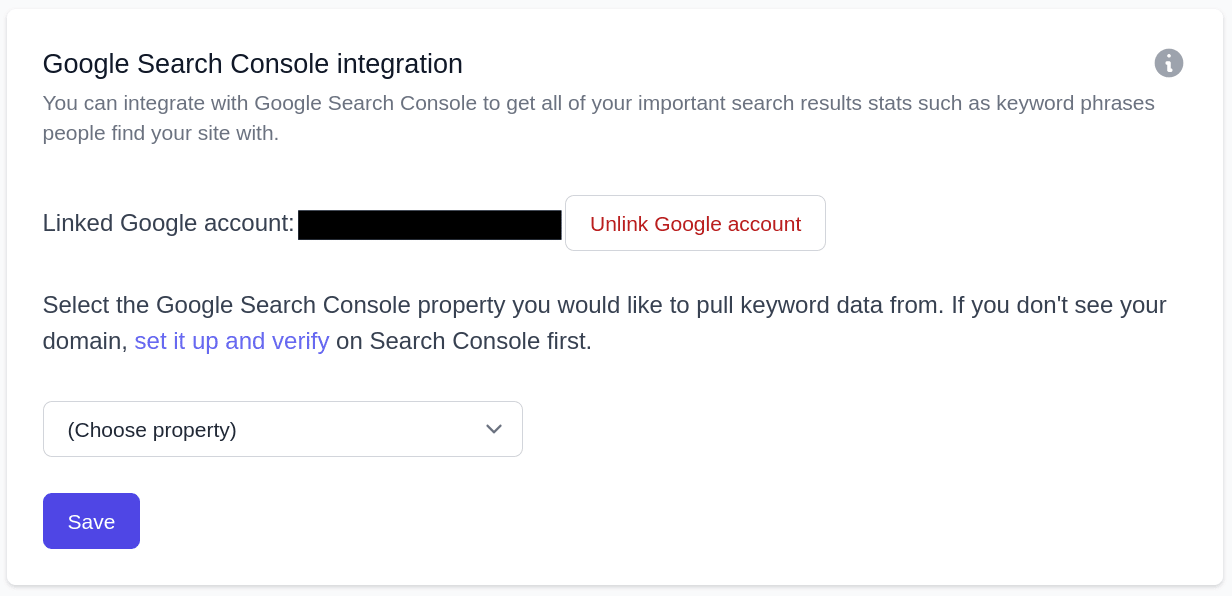 Google Search Console integration
You can integrate with Google Search Console to get all of your important search results stats such as keyword phrases
people find your site with.
Linked Google account: Unlink Google account
Select the Google Search Console property you would like to pull keyword data from. If you don't see your
domain, set it up and verify on Search Console first.
(Choose property)
Save